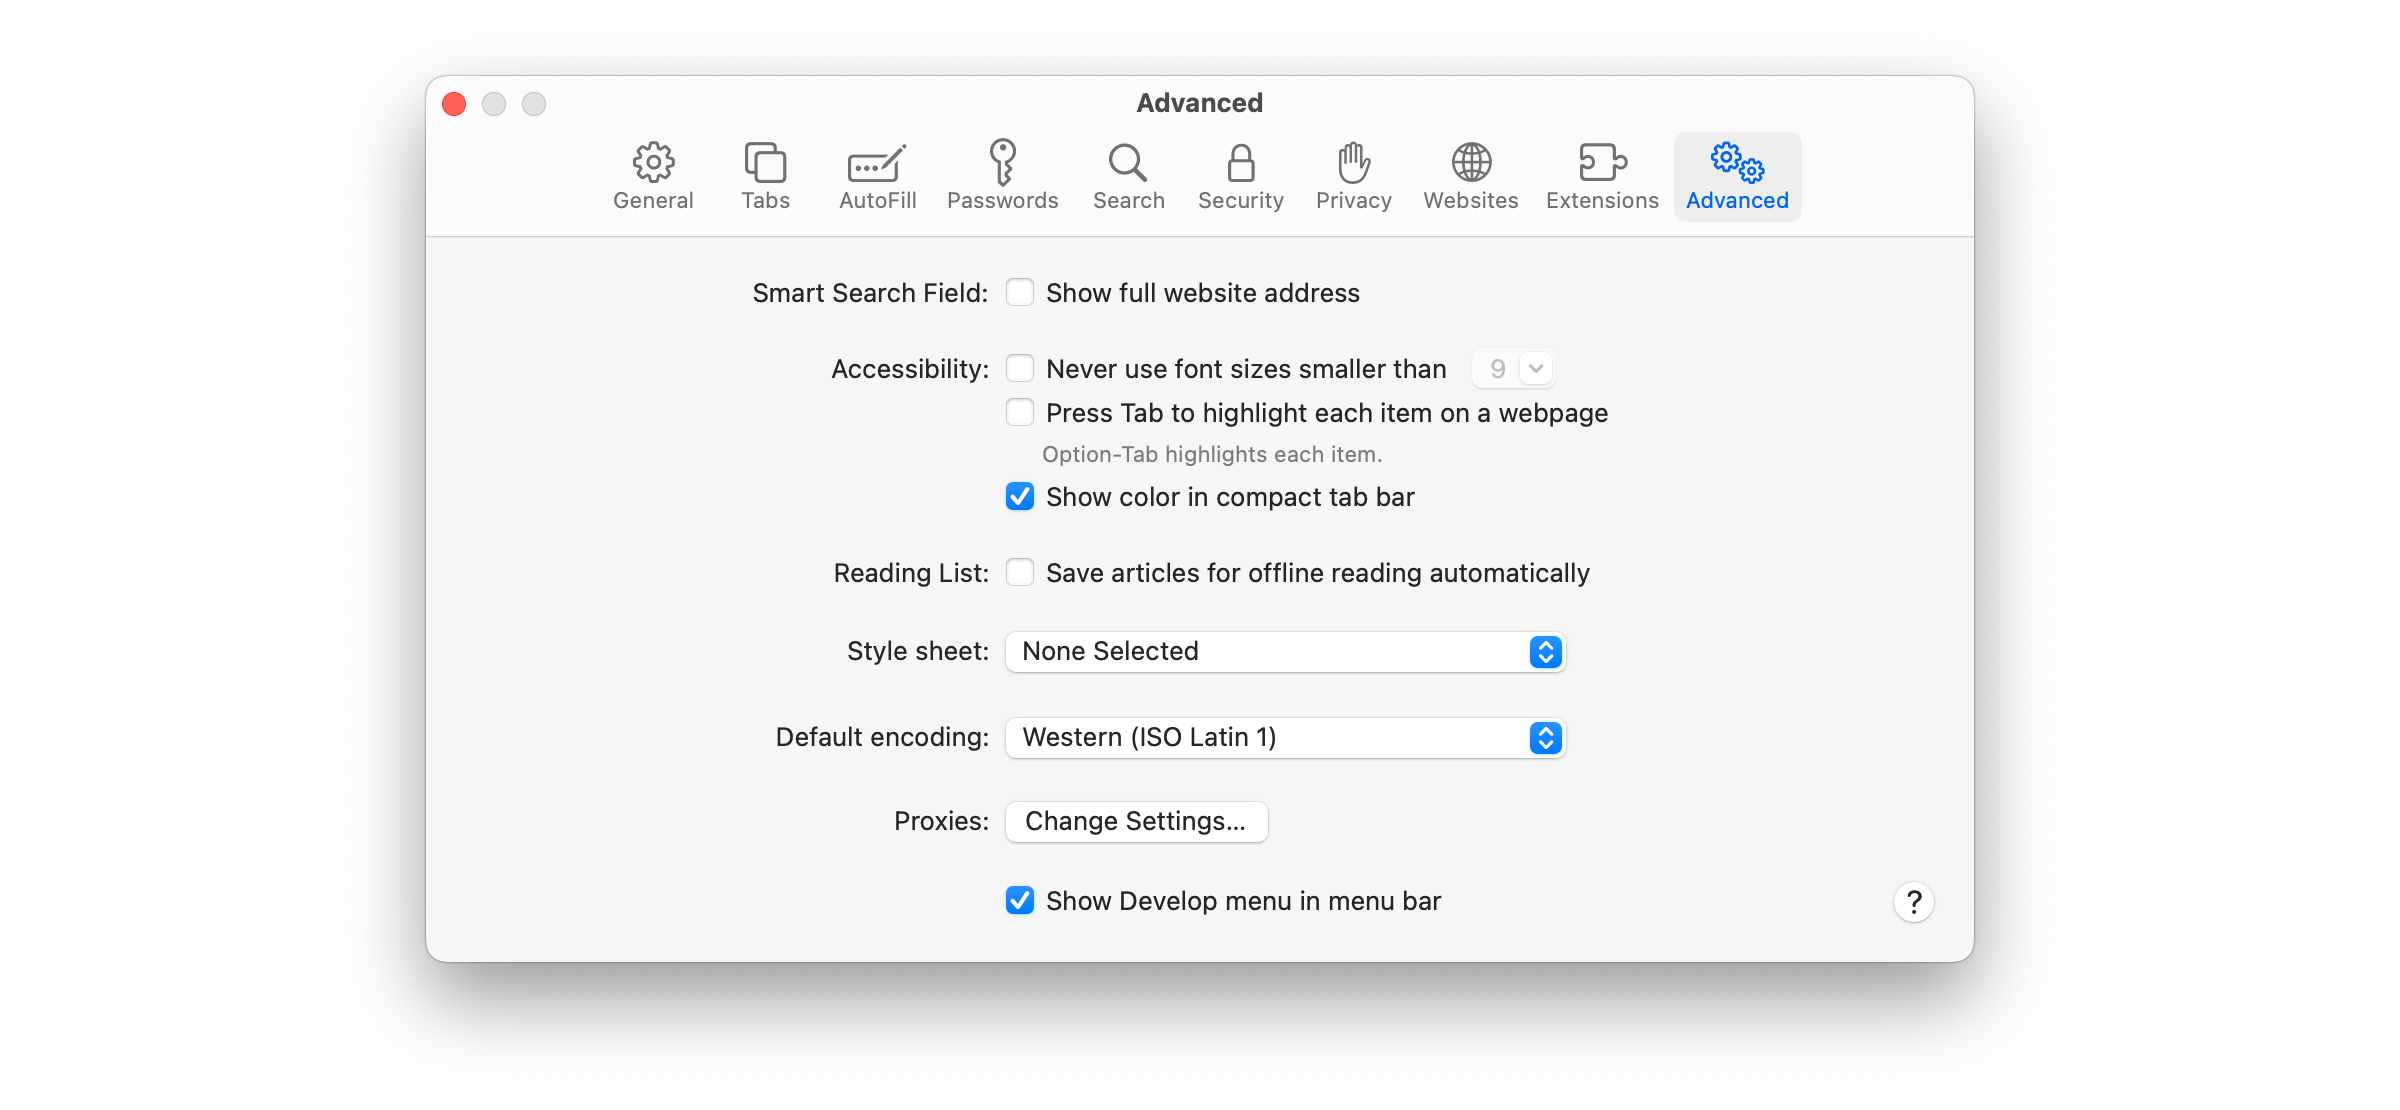 Advanced
General Tabs AutoFill Passwords Search Security Privacy Websites Extensions Advanced
Smart Search Field: Show full website address
Accessibility: Never use font sizes smaller than 9
Press Tab to highlight each item on a webpage
Option-Tab highlights each item.
Show color in compact tab bar
Reading List: Save articles for offline reading automatically
Style sheet: None Selected
Default encoding: Western (ISO Latin 1)
Proxies: Change Settings...
Show Develop menu in menu bar ?